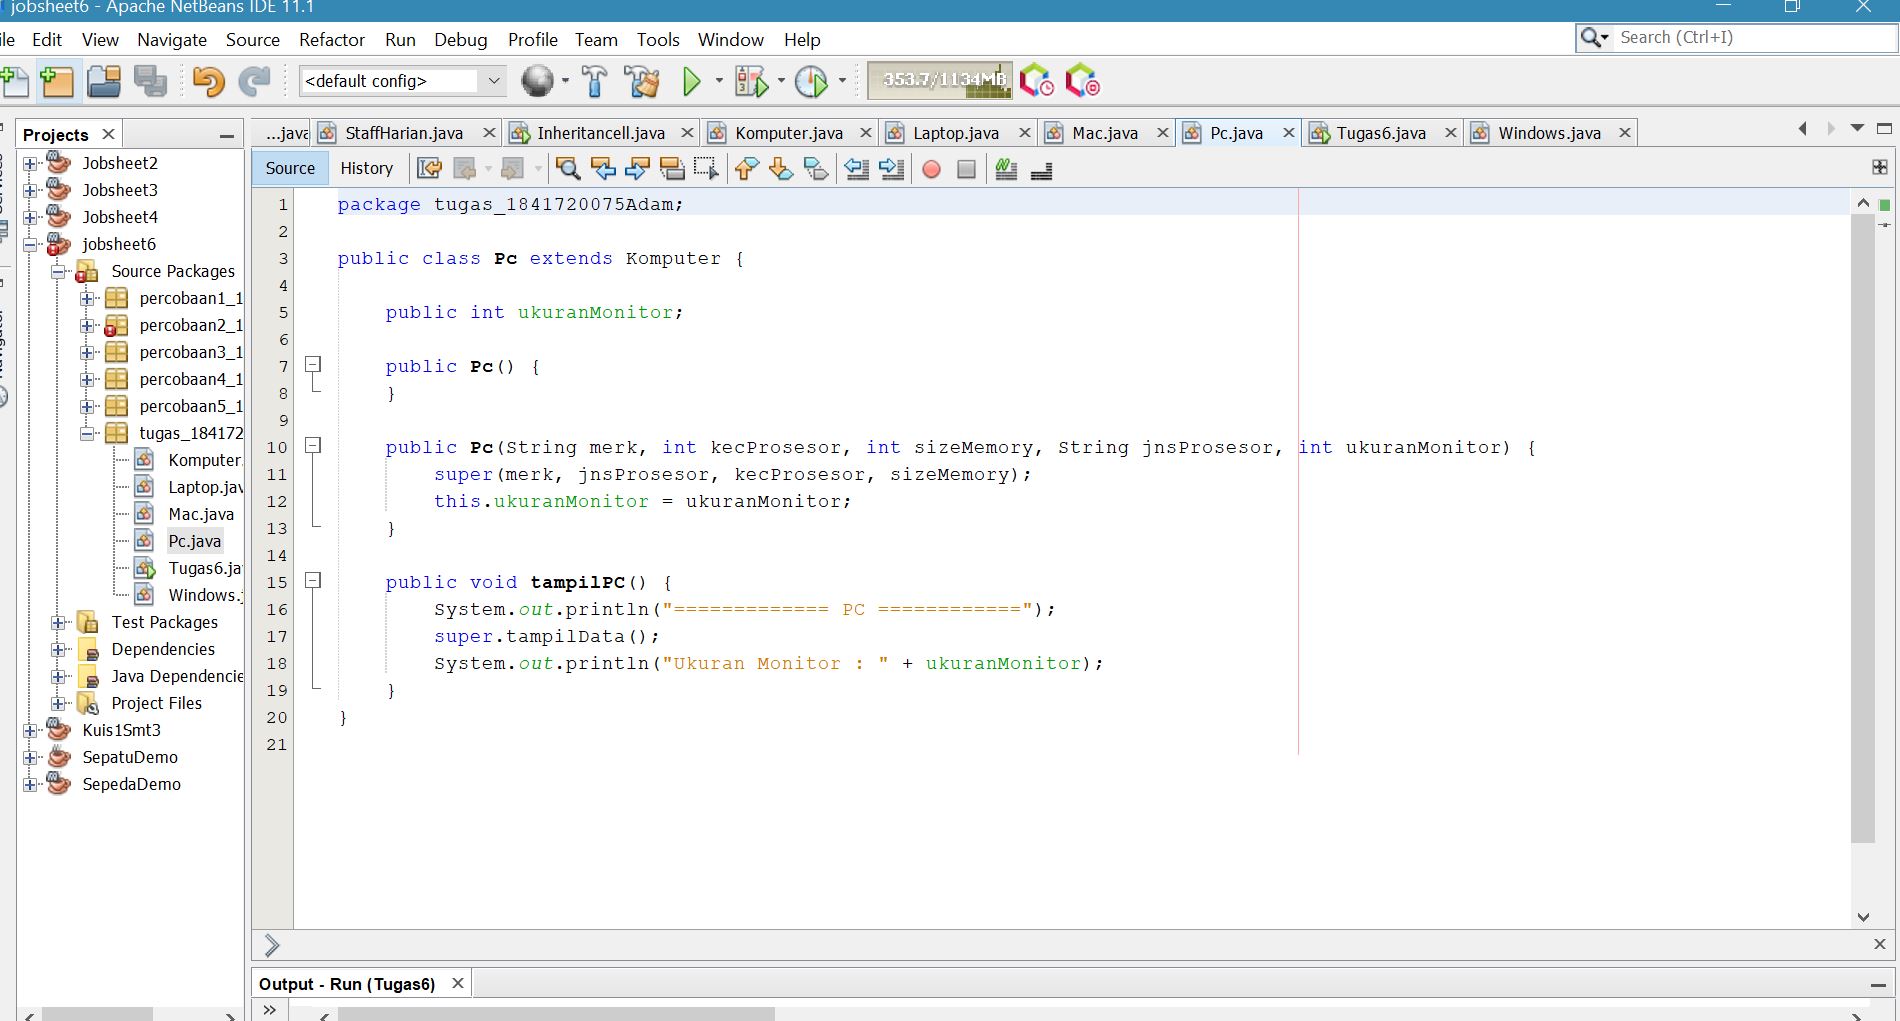 jobsheet6 - Apache NetBeans IDE 11.1
Edit View Navigate Source Refactor Run Debug Profile Team Tools Window Help
Search (Ctrl+I)
<default config>
353.7/1134MB
Projects
...java StaffHarian.java Inheritancell.java Komputer.java Laptop.java Mac.java Pc.java Tugas6.java Windows.java
Source History
Jobsheet2
Jobsheet3
Jobsheet4
jobsheet6
Source Packages
percobaan1_1
percobaan2_1
percobaan3_1
percobaan4_1
percobaan5_1
tugas_184172
Komputer.
Laptop.jav
Mac.java
Pc.java
Tugas6.ja
Windows.j
Test Packages
Dependencies
Java Dependencie
Project Files
Kuis1Smt3
SepatuDemo
SepedaDemo
1 package tugas_1841720075Adam;
2
3 public class Pc extends Komputer {
4
5 public int ukuranMonitor;
6
7 public Pc() {
8 }
9
10 public Pc(String merk, int kecProsesor, int sizeMemory, String jnsProsesor, int ukuranMonitor) {
11 super(merk, jnsProsesor, kecProsesor, sizeMemory);
12 this.ukuranMonitor = ukuranMonitor;
13 }
14
15 public void tampilPC() {
16 System.out.println("============= PC ============");
17 super.tampilData();
18 System.out.println("Ukuran Monitor : " + ukuranMonitor);
19 }
20 }
21
Output - Run (Tugas6)